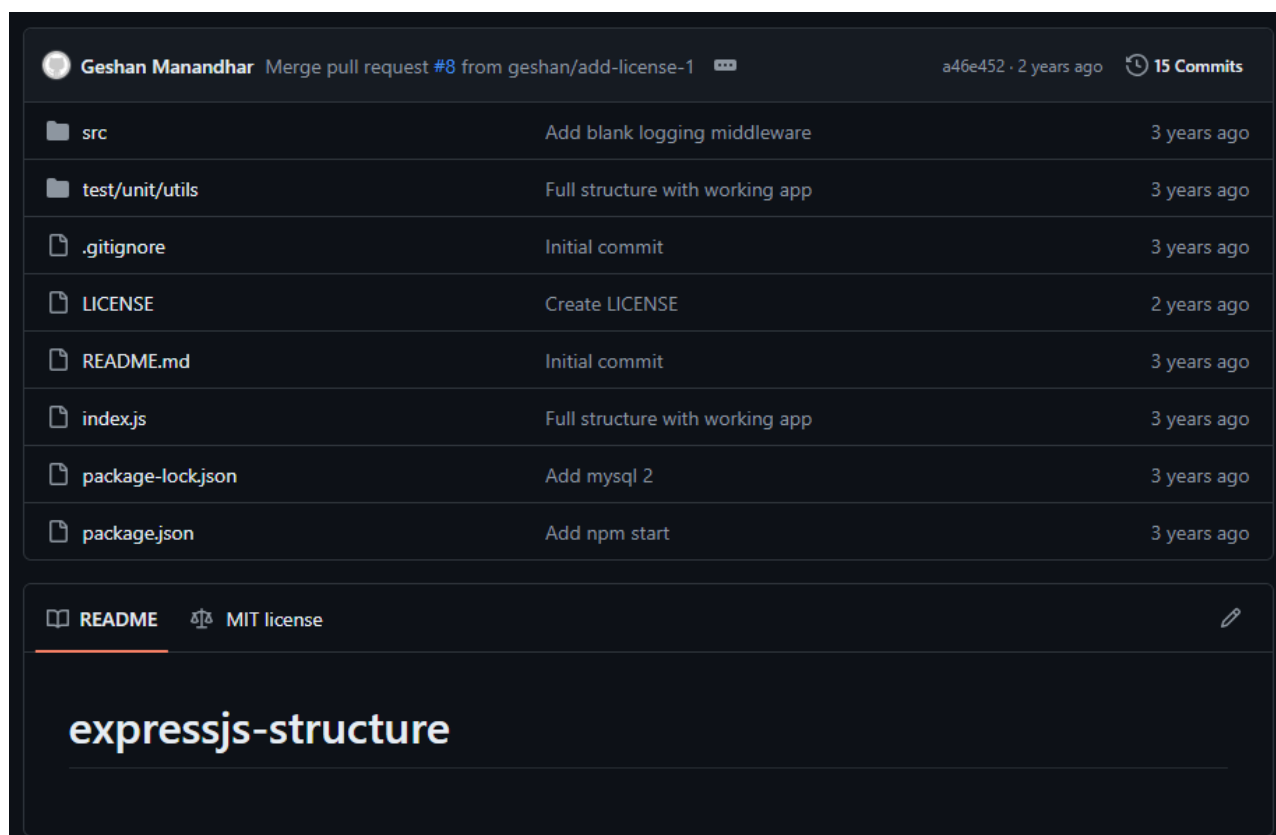 Geshan Manandhar Merge pull request #8 from geshan/add-license-1 a46e452 · 2 years ago 15 Commits
src Add blank logging middleware 3 years ago
test/unit/utils Full structure with working app 3 years ago
.gitignore Initial commit 3 years ago
LICENSE Create LICENSE 2 years ago
README.md Initial commit 3 years ago
index.js Full structure with working app 3 years ago
package-lock.json Add mysql 2 3 years ago
package.json Add npm start 3 years ago
README MIT license
expressjs-structure